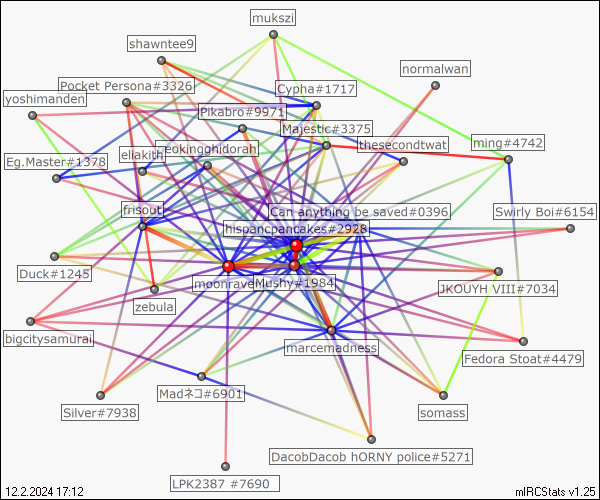 mukszi
shawntee9
normalwan
Pocket Persona#3326
Cypha#1717
yoshimanden
Pikabro#9971
Majestic#3375
thesecondtwat
ming#4742
eokingghidorah
eliakith
Eg.Master#1378
frisout
Can anything be saved#0396
Swirly Boi#6154
hispancpancakes#2928
Duck#1245
moonrave
Mushy#1984
JKOUYH VIII#7034
zebula
bigcitysamurai
marcemadness
Fedora Stoat#4479
Madネコ#6901
Silver#7938
somass
DacobDacob hORNY police#5271
LPK2387 #7690
12.2.2024 17:12
mIRCStats v1.25